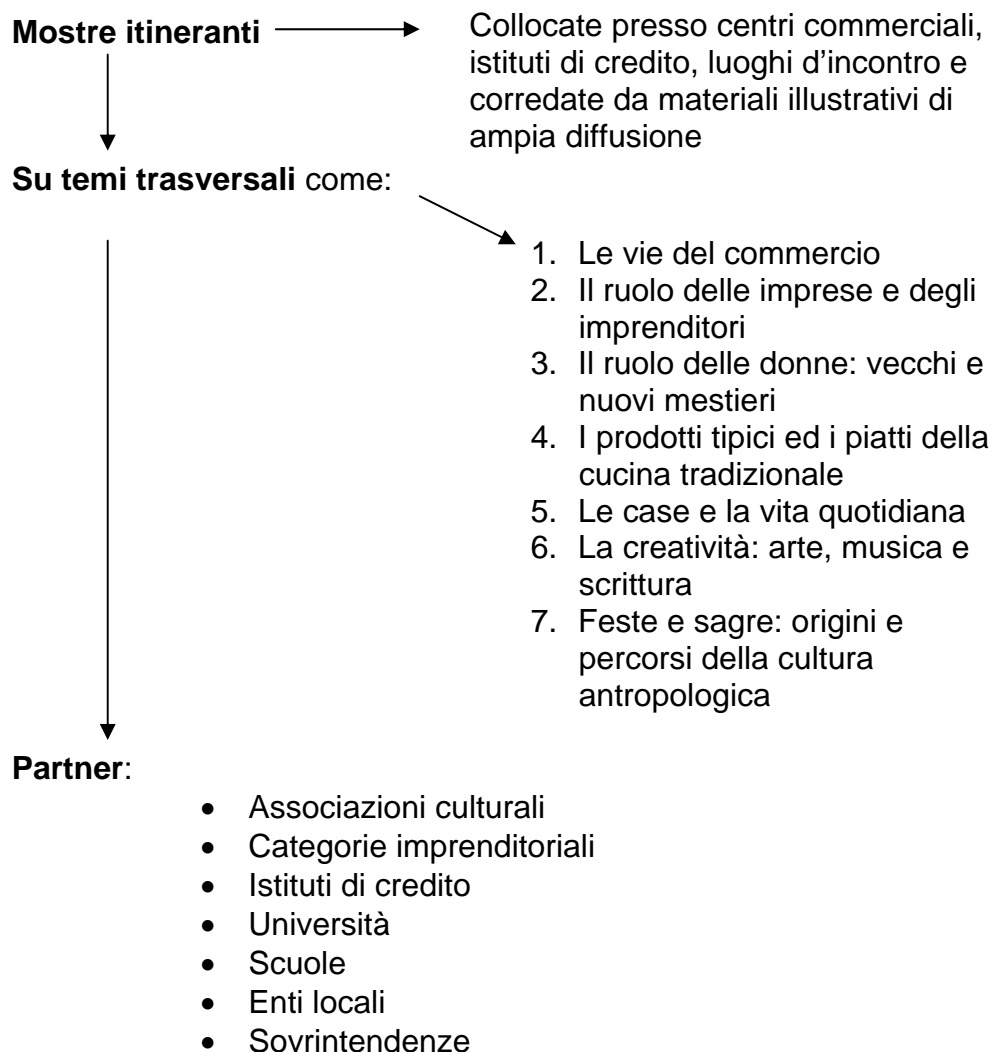 Mostre itineranti
Collocate presso centri commerciali,
istituti di credito, luoghi d’incontro e
corredate da materiali illustrativi di
ampia diffusione
Su temi trasversali come:
1. Le vie del commercio
2. Il ruolo delle imprese e degli
imprenditori
3. Il ruolo delle donne: vecchi e
nuovi mestieri
4. I prodotti tipici ed i piatti della
cucina tradizionale
5. Le case e la vita quotidiana
6. La creatività: arte, musica e
scrittura
7. Feste e sagre: origini e
percorsi della cultura
antropologica
Partner:
• Associazioni culturali
• Categorie imprenditoriali
• Istituti di credito
• Università
• Scuole
• Enti locali
• Sovrintendenze